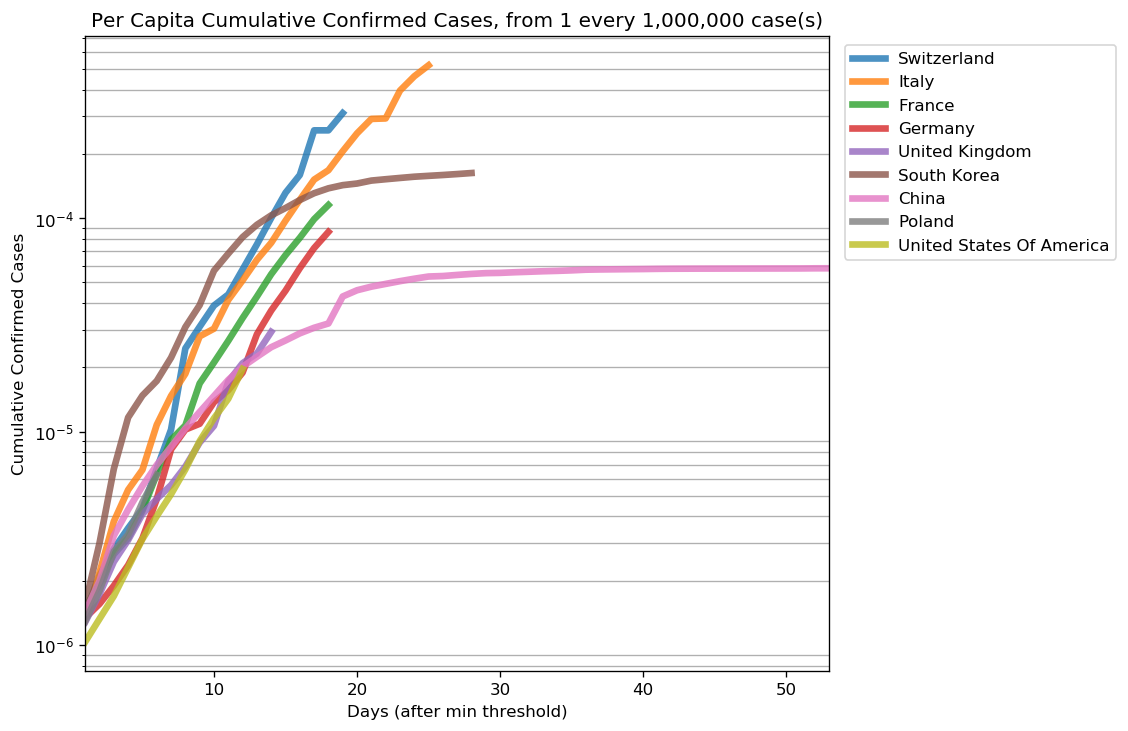 Per Capita Cumulative Confirmed Cases, from 1 every 1,000,000 case(s)
Cumulative Confirmed Cases
10⁻⁴
10⁻⁵
10⁻⁶
10 20 30 40 50
Days (after min threshold)
Switzerland
Italy
France
Germany
United Kingdom
South Korea
China
Poland
United States Of America